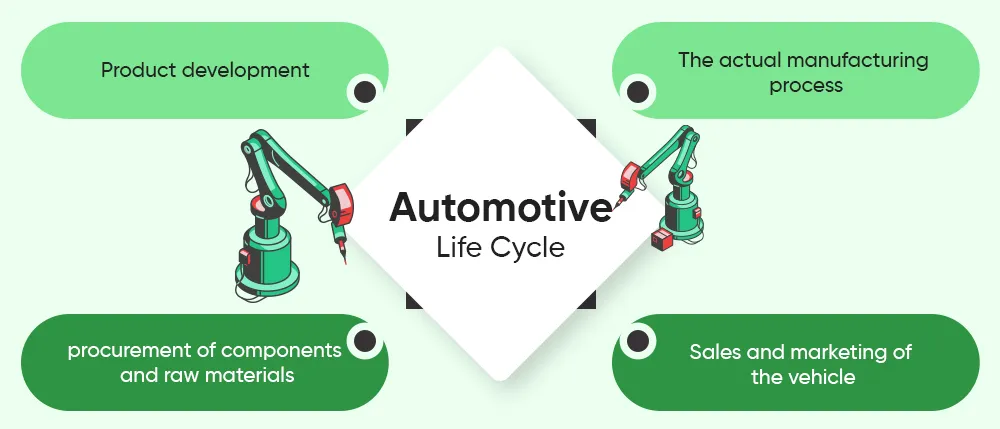 Product development
The actual manufacturing
process
Automotive
Life Cycle
procurement of components
and raw materials
Sales and marketing of
the vehicle